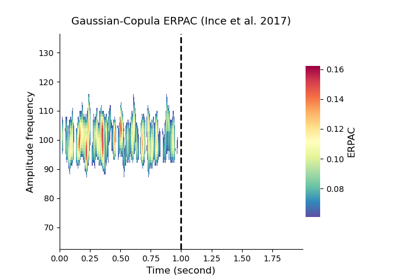 Gaussian-Copula ERPAC (Ince et al. 2017)
130
120
110
100
90
80
70
Amplitude frequency
0.00 0.25 0.50 0.75 1.00 1.25 1.50 1.75
Time (second)
0.16
0.14
0.12
0.10
0.08
ERPAC